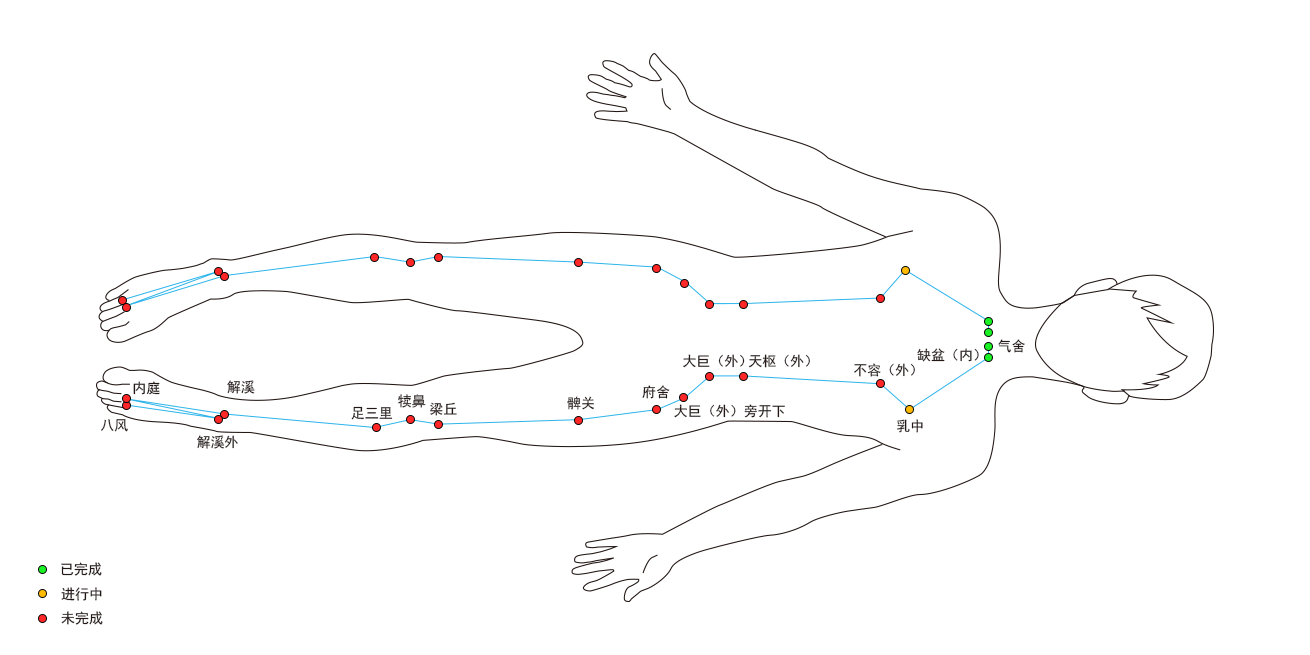 气舍
缺盆（内）
大巨（外）
天枢（外）
不容（外）
内庭
解溪
府舍
犊鼻
梁丘
髀关
足三里
大巨（外）旁开下
乳中
八风
解溪外
已完成
进行中
未完成